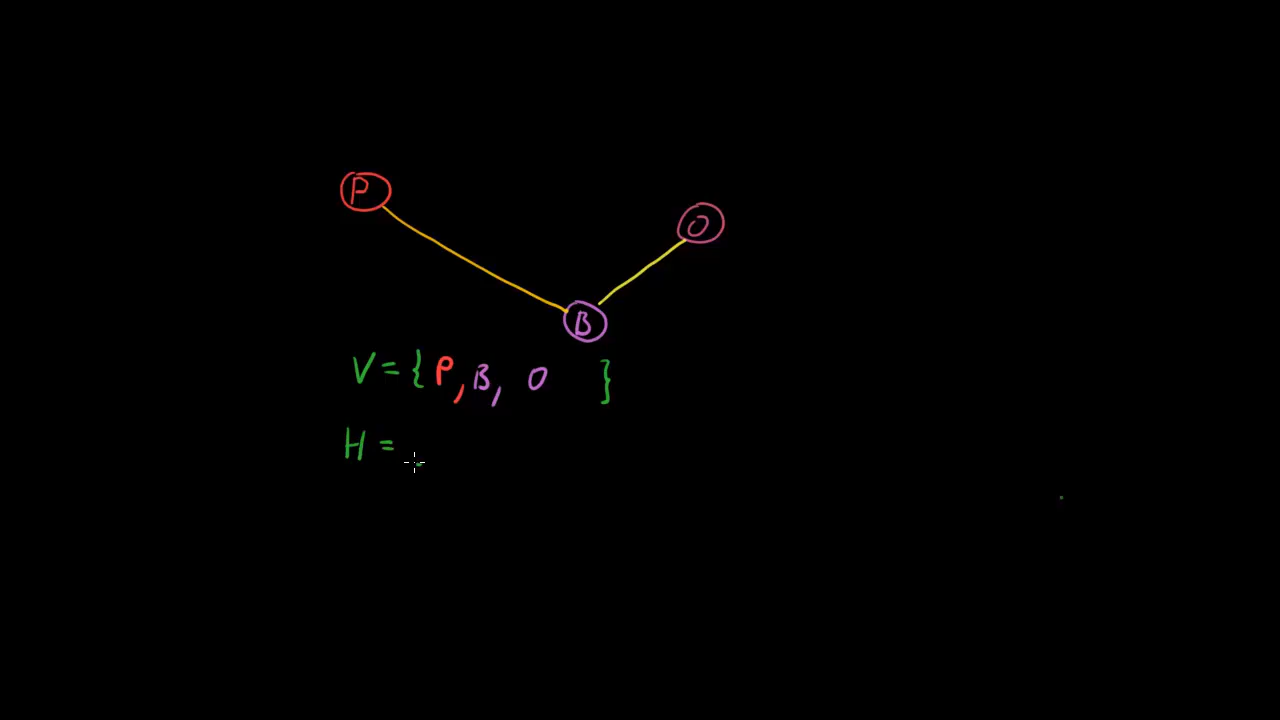 P
O
B
V = { P, B, O }
H =